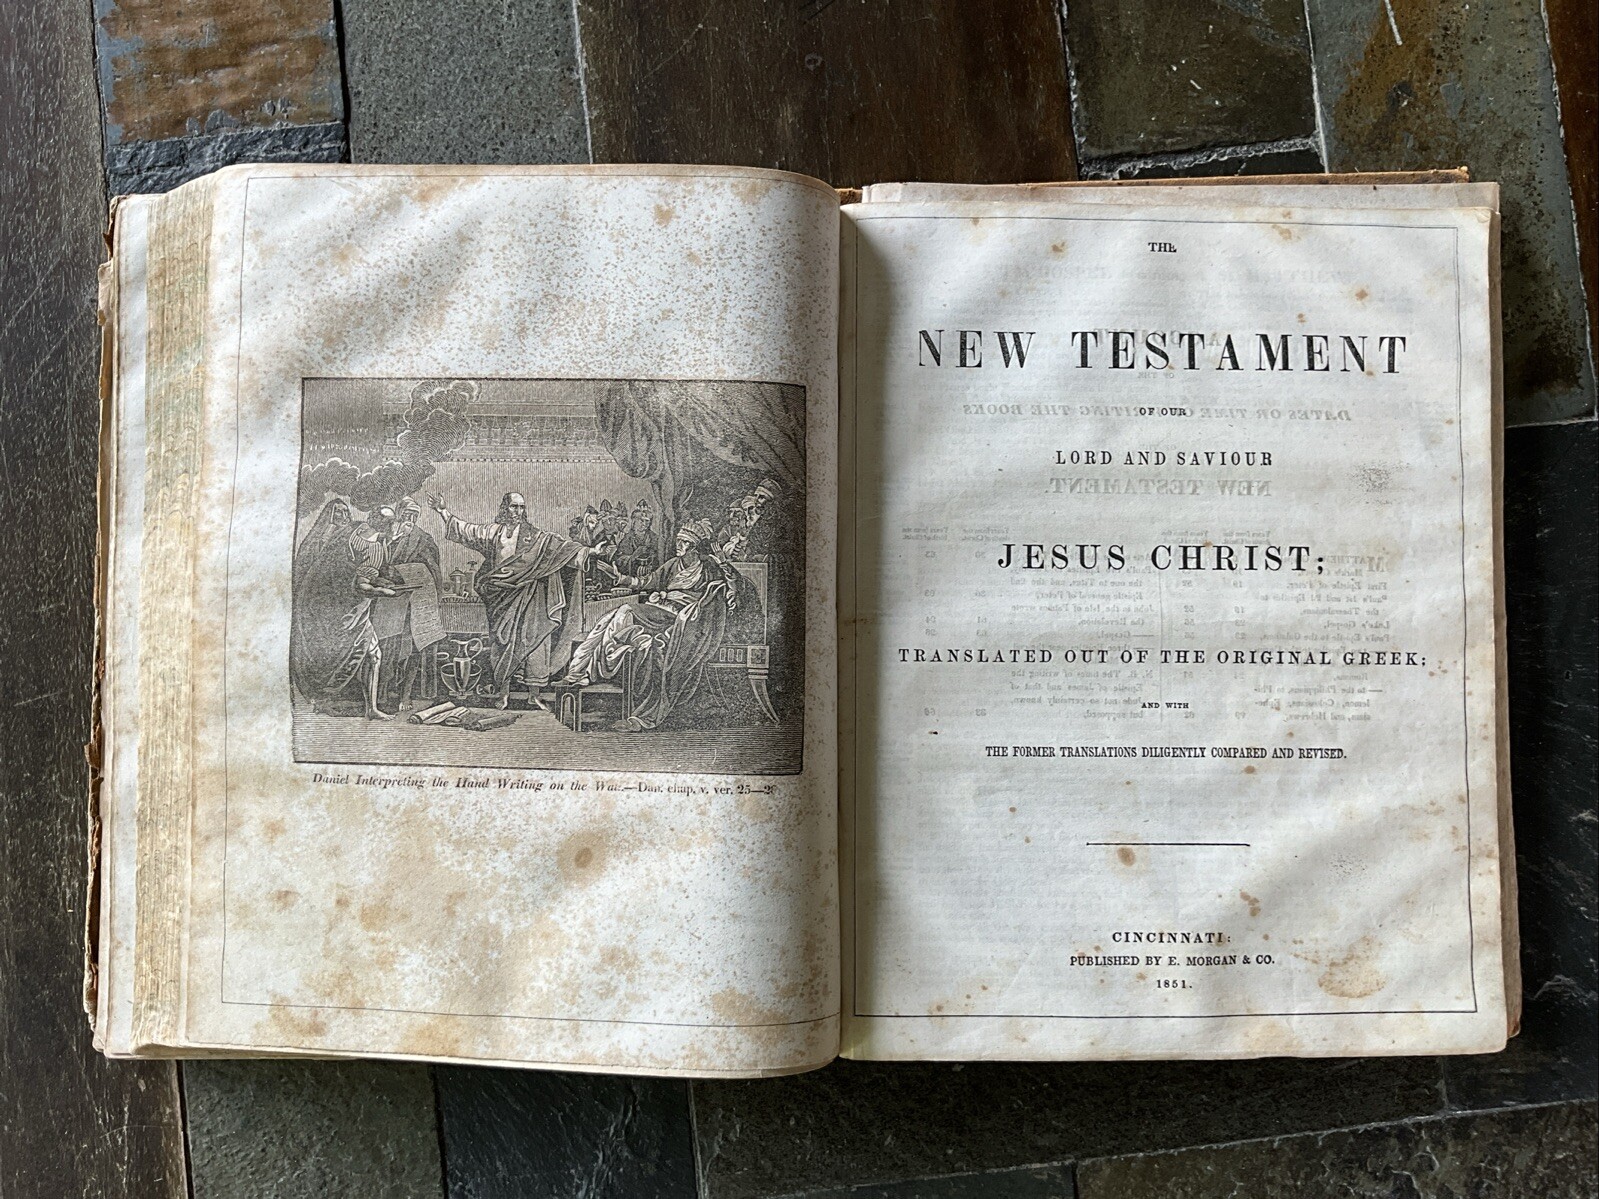 Daniel Interpreting the Hand Writing on the Wall.—Dan. chap. v. ver. 25—28
THE
NEW TESTAMENT
OF OUR
LORD AND SAVIOUR
JESUS CHRIST;
TRANSLATED OUT OF THE ORIGINAL GREEK;
AND WITH
THE FORMER TRANSLATIONS DILIGENTLY COMPARED AND REVISED.
CINCINNATI:
PUBLISHED BY E. MORGAN & CO.
1851.